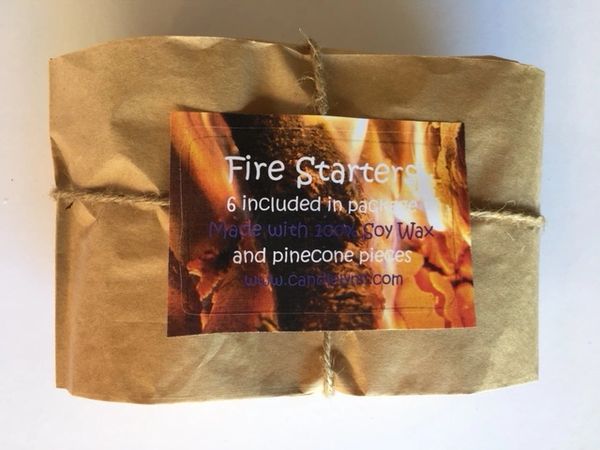 Fire Starters
6 included in package
Made with 100% Soy Wax
and pinecone pieces